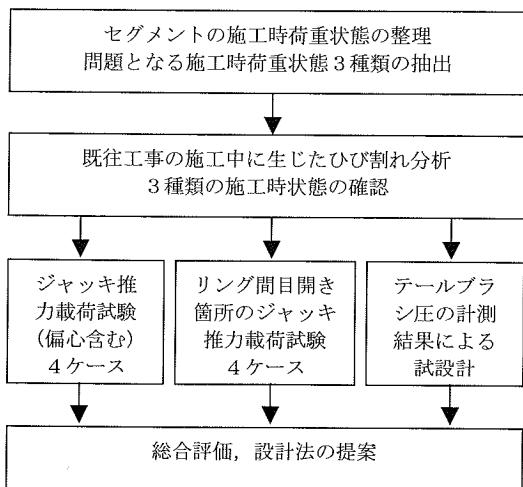 セグメントの施工時荷重状態の整理
問題となる施工時荷重状態３種類の抽出
既往工事の施工中に生じたひび割れ分析
３種類の施工時状態の確認
ジャッキ推
力載荷試験
(偏心含む)
４ケース
リング間目開き
箇所のジャッキ
推力載荷試験
４ケース
テールブラ
シ圧の計測
結果による
試設計
総合評価，設計法の提案